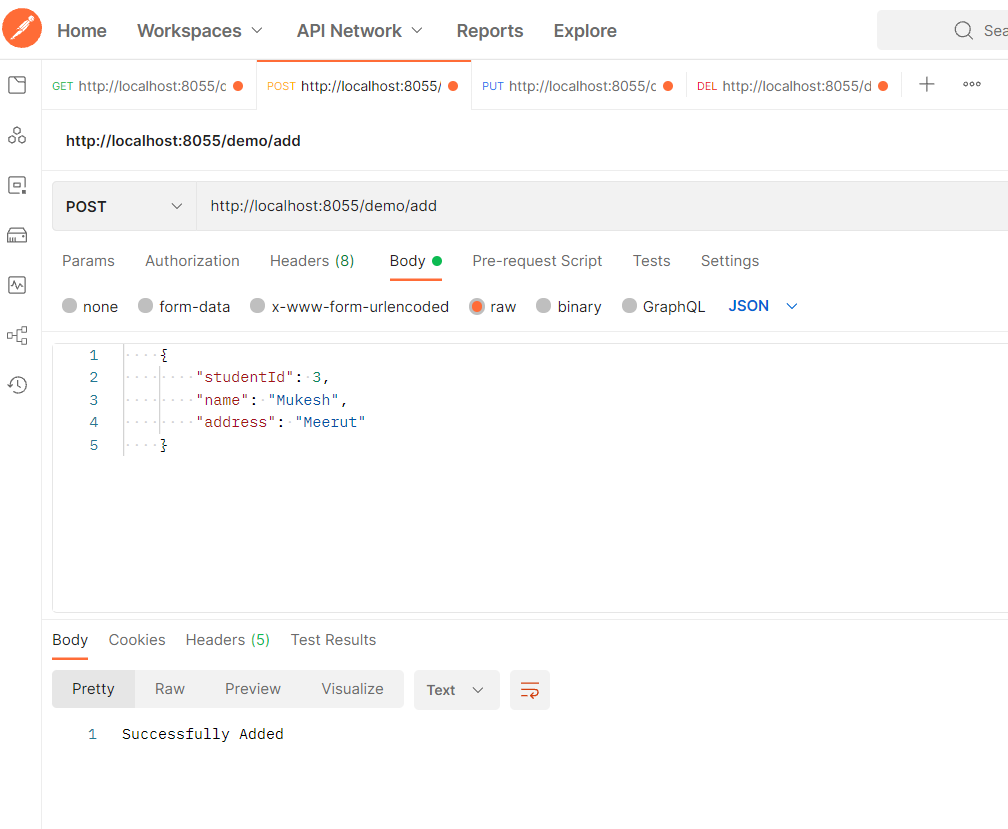 Home Workspaces API Network Reports Explore Sea
GET http://localhost:8055/d POST http://localhost:8055/ PUT http://localhost:8055/d DEL http://localhost:8055/d
http://localhost:8055/demo/add
POST http://localhost:8055/demo/add
Params Authorization Headers (8) Body Pre-request Script Tests Settings
none form-data x-www-form-urlencoded raw binary GraphQL JSON
1 {
2 "studentId": 3,
3 "name": "Mukesh",
4 "address": "Meerut"
5 }
Body Cookies Headers (5) Test Results
Pretty Raw Preview Visualize Text
1 Successfully Added